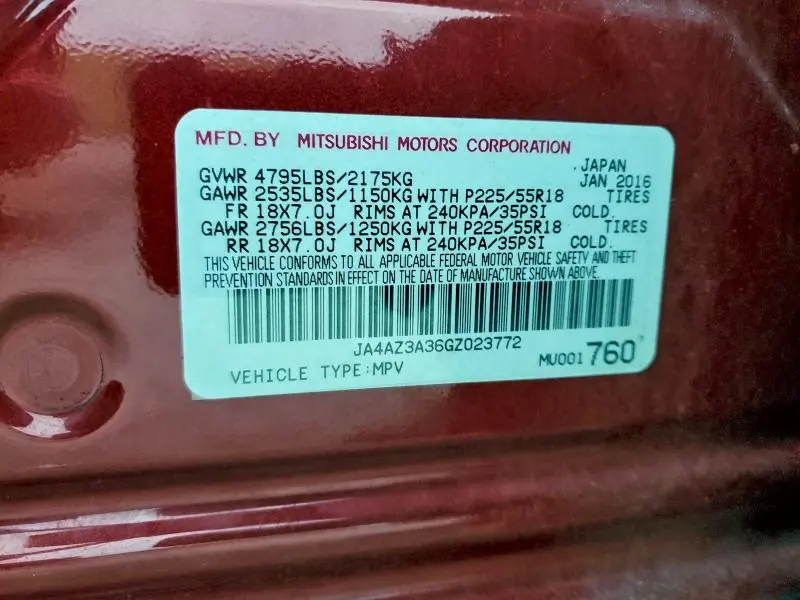 MFD. BY MITSUBISHI MOTORS CORPORATION
. JAPAN
GVWR 4795LBS/2175KG JAN 2016
GAWR 2535LBS/1150KG WITH P225/55R18 TIRES
FR 18X7.0J RIMS AT 240KPA/35PSI COLD.
GAWR 2756LBS/1250KG WITH P225/55R18 TIRES
RR 18X7.0J RIMS AT 240KPA/35PSI COLD.
THIS VEHICLE CONFORMS TO ALL APPLICABLE FEDERAL MOTOR VEHICLE SAFETY AND THEFT
PREVENTION STANDARDS IN EFFECT ON THE DATE OF MANUFACTURE SHOWN ABOVE.
JA4AZ3A36GZ023772
VEHICLE TYPE:MPV MU001760